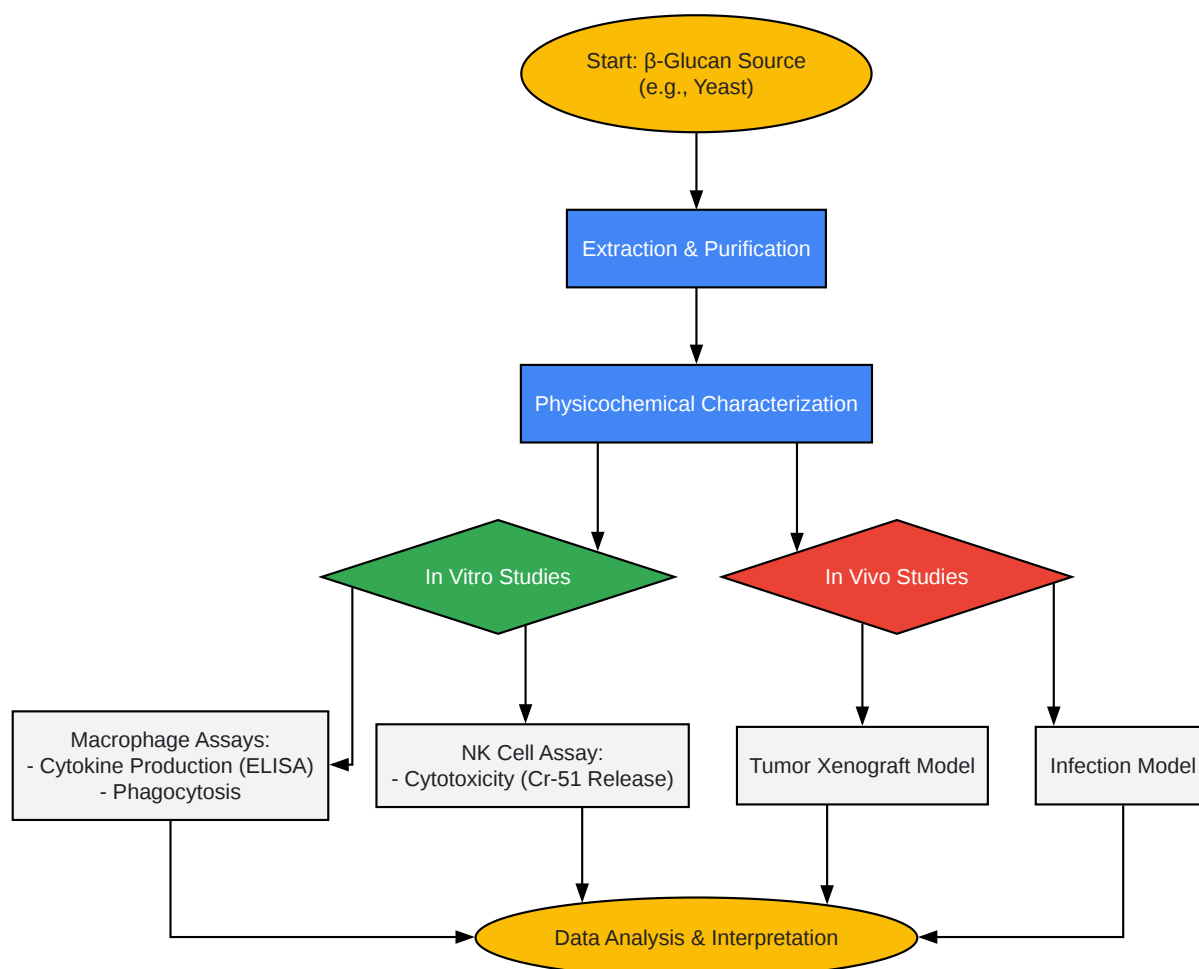 Start: β-Glucan Source
(e.g., Yeast)
Extraction & Purification
Physicochemical Characterization
In Vitro Studies
In Vivo Studies
Macrophage Assays:
- Cytokine Production (ELISA)
- Phagocytosis
NK Cell Assay:
- Cytotoxicity (Cr-51 Release)
Tumor Xenograft Model
Infection Model
Data Analysis & Interpretation